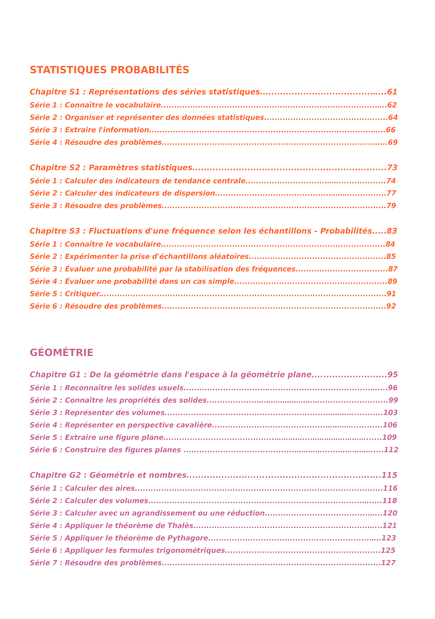 STATISTIQUES PROBABILITÉS
Chapitre S1 : Représentations des séries statistiques............................................61
Série 1 : Connaître le vocabulaire.................................................................................62
Série 2 : Organiser et représenter des données statistiques............................................64
Série 3 : Extraire l'information.....................................................................................66
Série 4 : Résoudre des problèmes.................................................................................69
Chapitre S2 : Paramètres statistiques....................................................................73
Série 1 : Calculer des indicateurs de tendance centrale..................................................74
Série 2 : Calculer des indicateurs de dispersion.............................................................77
Série 3 : Résoudre des problèmes.................................................................................79
Chapitre S3 : Fluctuations d'une fréquence selon les échantillons - Probabilités.....83
Série 1 : Connaître le vocabulaire.................................................................................84
Série 2 : Expérimenter la prise d'échantillons aléatoires.................................................85
Série 3 : Évaluer une probabilité par la stabilisation des fréquences.................................87
Série 4 : Évaluer une probabilité dans un cas simple......................................................89
Série 5 : Critiquer.......................................................................................................91
Série 6 : Résoudre des problèmes.................................................................................92
GÉOMÉTRIE
Chapitre G1 : De la géométrie dans l'espace à la géométrie plane..........................95
Série 1 : Reconnaître les solides usuels.........................................................................96
Série 2 : Connaître les propriétés des solides.................................................................99
Série 3 : Représenter des volumes..............................................................................103
Série 4 : Représenter en perspective cavalière.............................................................106
Série 5 : Extraire une figure plane..............................................................................109
Série 6 : Construire des figures planes .......................................................................112
Chapitre G2 : Géométrie et nombres....................................................................115
Série 1 : Calculer des aires.........................................................................................116
Série 2 : Calculer des volumes....................................................................................118
Série 3 : Calculer avec un agrandissement ou une réduction..........................................120
Série 4 : Appliquer le théorème de Thalès....................................................................121
Série 5 : Appliquer le théorème de Pythagore...............................................................123
Série 6 : Appliquer les formules trigonométriques.........................................................125
Série 7 : Résoudre des problèmes...............................................................................127